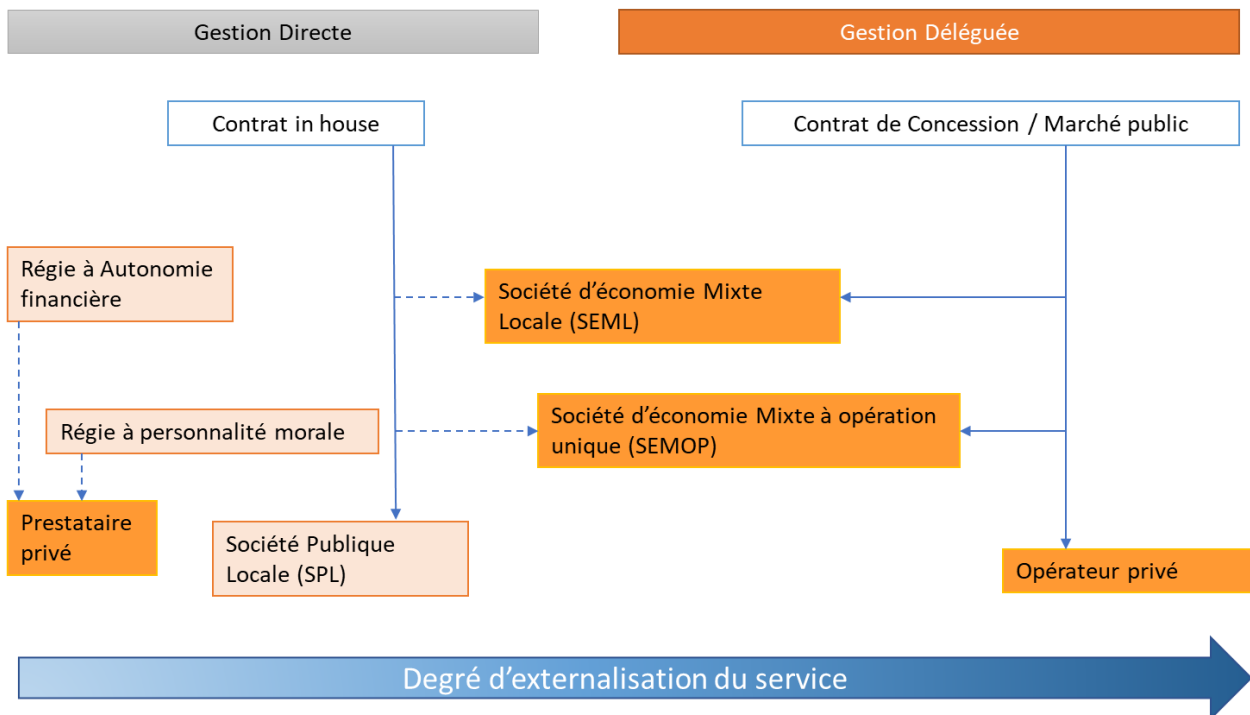 Gestion Directe
Gestion Déléguée
Contrat in house
Contrat de Concession / Marché public
Régie à Autonomie
financière
Société d'économie Mixte
Locale (SEML)
Régie à personnalité morale
Société d'économie Mixte à opération
unique (SEMOP)
Prestataire
privé
Société Publique
Locale (SPL)
Opérateur privé
Degré d'externalisation du service